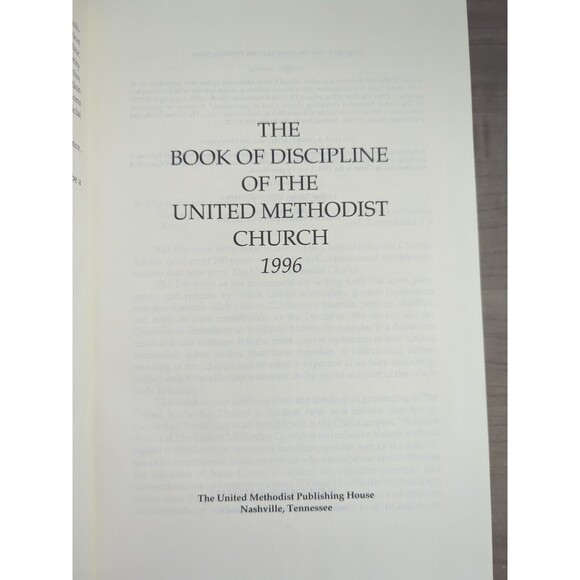 THE
BOOK OF DISCIPLINE
OF THE
UNITED METHODIST
CHURCH
1996
The United Methodist Publishing House
Nashville, Tennessee